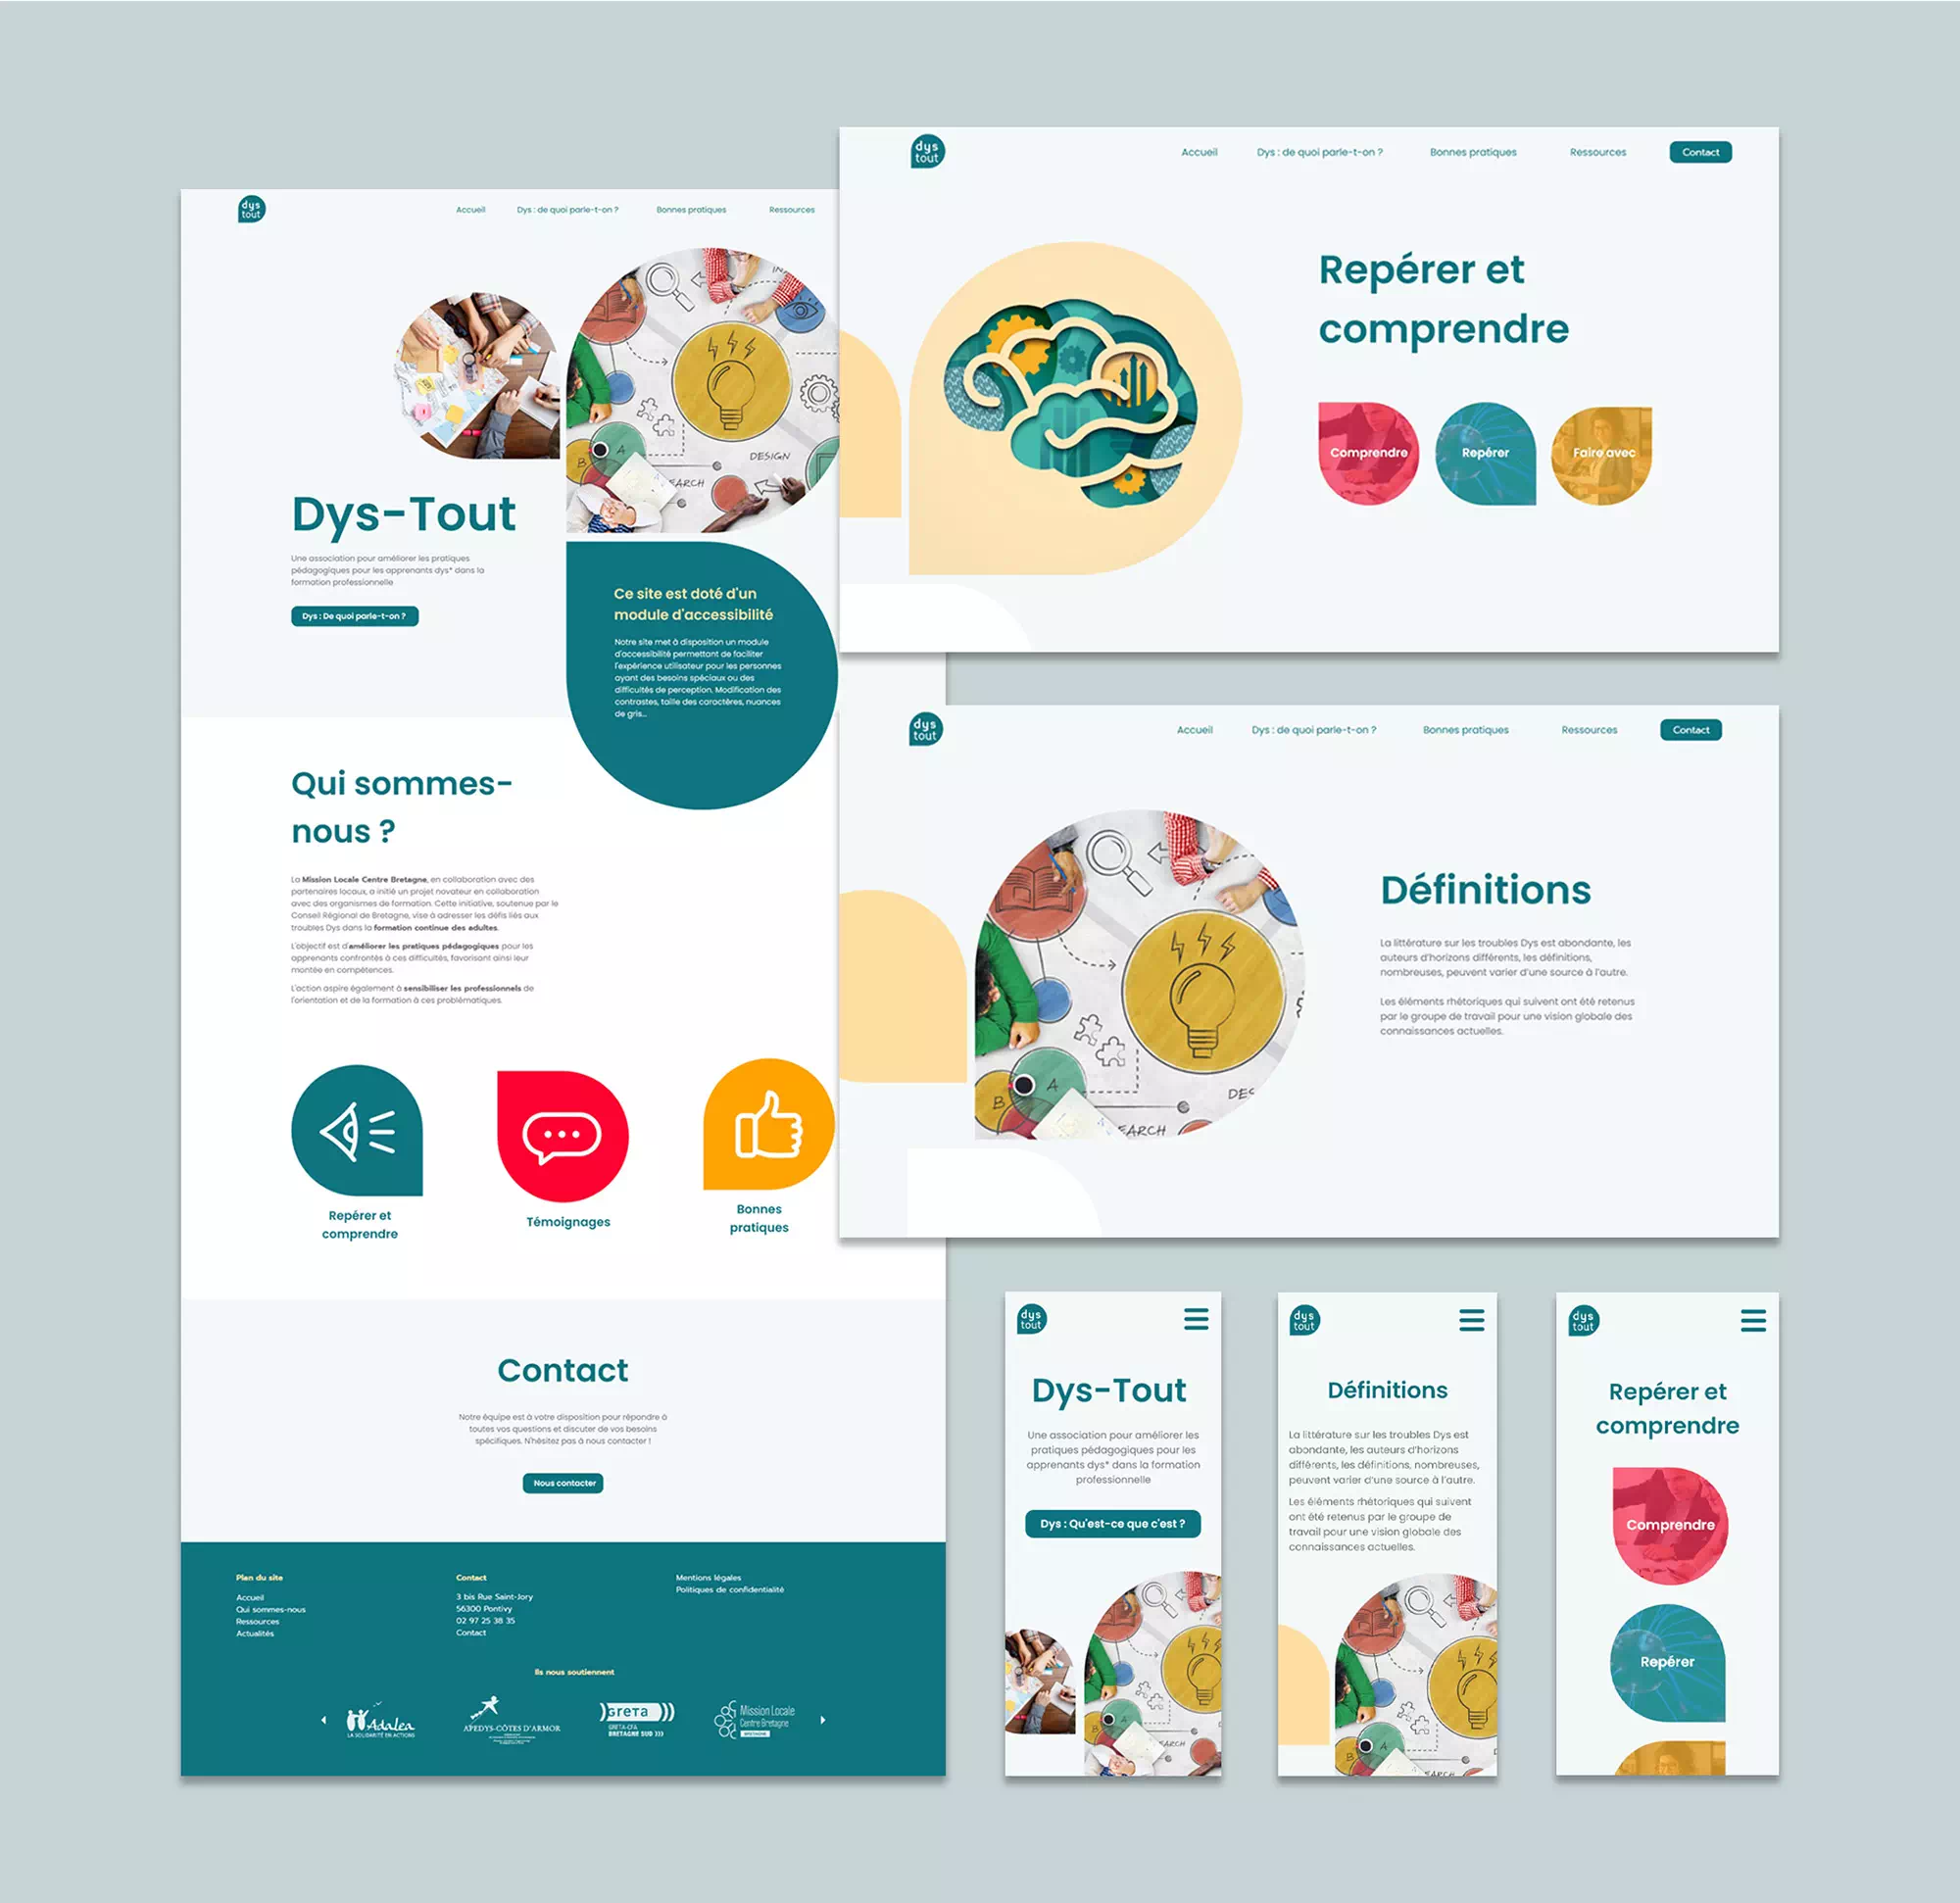 dys
tout
Accueil
Dys : de quoi parle-t-on ?
Bonnes pratiques
Ressources
DESIGN
A
B
Dys-Tout
Une association pour améliorer les pratiques
pédagogiques pour les apprenants dys* dans la
formation professionnelle
Dys : De quoi parle-t-on ?
Ce site est doté d'un
module d'accessibilité
Notre site met à disposition un module
d'accessibilité permettant de faciliter
l'expérience utilisateur pour les personnes
ayant des besoins spéciaux ou des
difficultés de perception. Modification des
contrastes, taille des caractères, nuances
de gris...
Qui sommes-
nous ?
La Mission Locale Centre Bretagne, en collaboration avec des
partenaires locaux, a initié un projet novateur en collaboration
avec des organismes de formation. Cette initiative, soutenue par le
Conseil Régional de Bretagne, vise à adresser les défis liés aux
troubles Dys dans la formation continue des adultes.
L'objectif est d'améliorer les pratiques pédagogiques pour les
apprenants confrontés à ces difficultés, favorisant ainsi leur
montée en compétences.
L'action aspire également à sensibiliser les professionnels de
l'orientation et de la formation à ces problématiques.
Repérer et
comprendre
Témoignages
Bonnes
pratiques
Contact
Notre équipe est à votre disposition pour répondre à
toutes vos questions et discuter de vos besoins
spécifiques. N'hésitez pas à nous contacter !
Nous contacter
Plan du site
Accueil
Qui sommes-nous
Ressources
Actualités
Contact
3 bis Rue Saint-Jory
56300 Pontivy
02 97 25 38 35
Contact
Mentions légales
Politiques de confidentialité
Ils nous soutiennent
Adalea
LA SOLIDARITÉ EN ACTIONS
APEDYS-CÔTES D'ARMOR
GRETA
GRETA-CFA
BRETAGNE SUD
Mission Locale
Centre Bretagne
BRETAGNE
dys
tout
Accueil
Dys : de quoi parle-t-on ?
Bonnes pratiques
Ressources
Contact
Repérer et
comprendre
Comprendre
Repérer
Faire avec
dys
tout
Accueil
Dys : de quoi parle-t-on ?
Bonnes pratiques
Ressources
Contact
A
B
DES
EARCH
Définitions
La littérature sur les troubles Dys est abondante, les
auteurs d'horizons différents, les définitions,
nombreuses, peuvent varier d'une source à l'autre.
Les éléments rhétoriques qui suivent ont été retenus
par le groupe de travail pour une vision globale des
connaissances actuelles.
dys
tout
Dys-Tout
Une association pour améliorer les
pratiques pédagogiques pour les
apprenants dys* dans la formation
professionnelle
Dys : Qu'est-ce que c'est ?
dys
tout
Définitions
La littérature sur les troubles Dys est
abondante, les auteurs d'horizons
différents, les définitions, nombreuses,
peuvent varier d'une source à l'autre.
Les éléments rhétoriques qui suivent
ont été retenus par le groupe de
travail pour une vision globale des
connaissances actuelles.
dys
tout
Repérer et
comprendre
Comprendre
Repérer